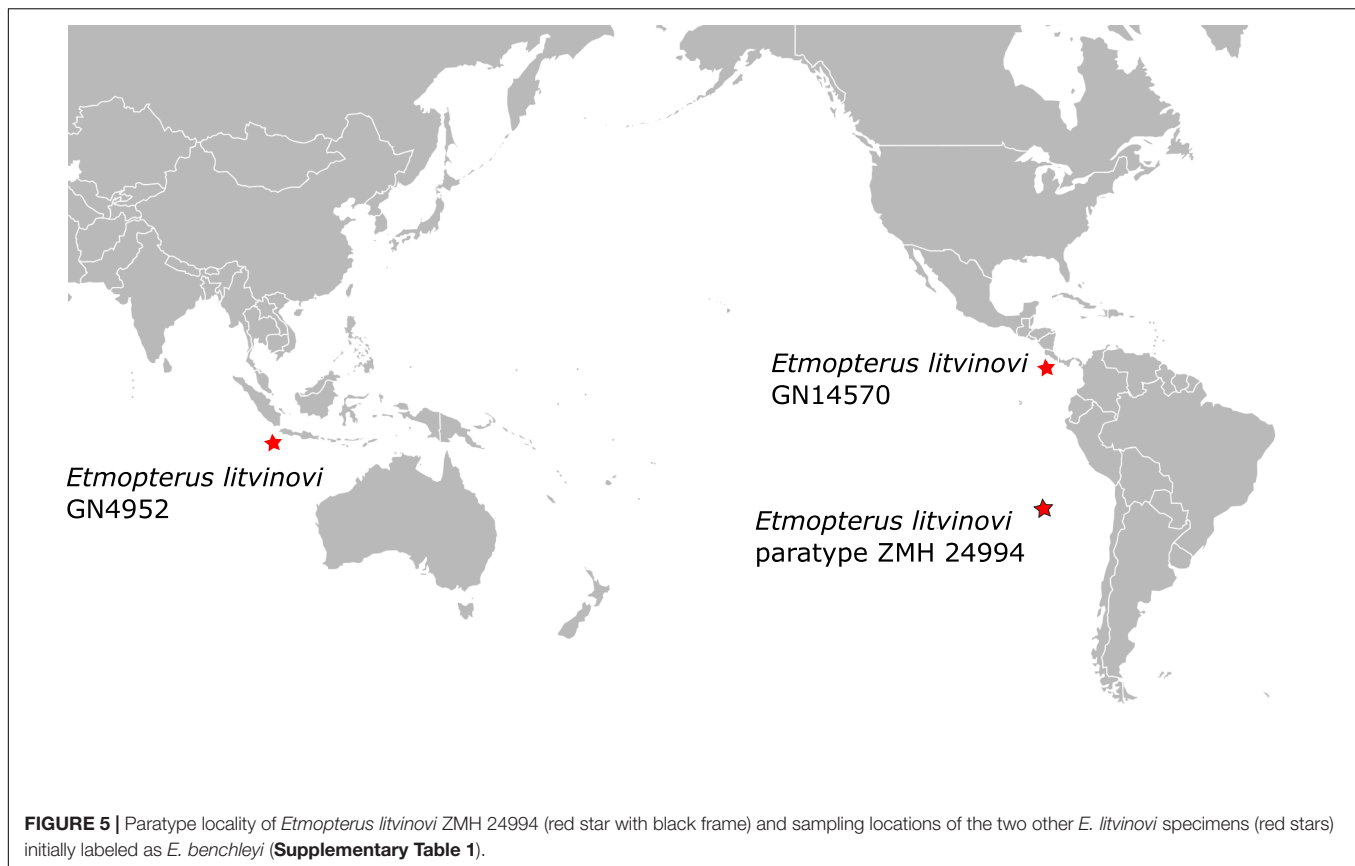 Etmopterus litvinovi
GN14570
Etmopterus litvinovi
GN4952
Etmopterus litvinovi
paratype ZMH 24994
FIGURE 5 | Paratype locality of Etmopterus litvinovi ZMH 24994 (red star with black frame) and sampling locations of the two other E. litvinovi specimens (red stars)
initially labeled as E. benchleyi (Supplementary Table 1).